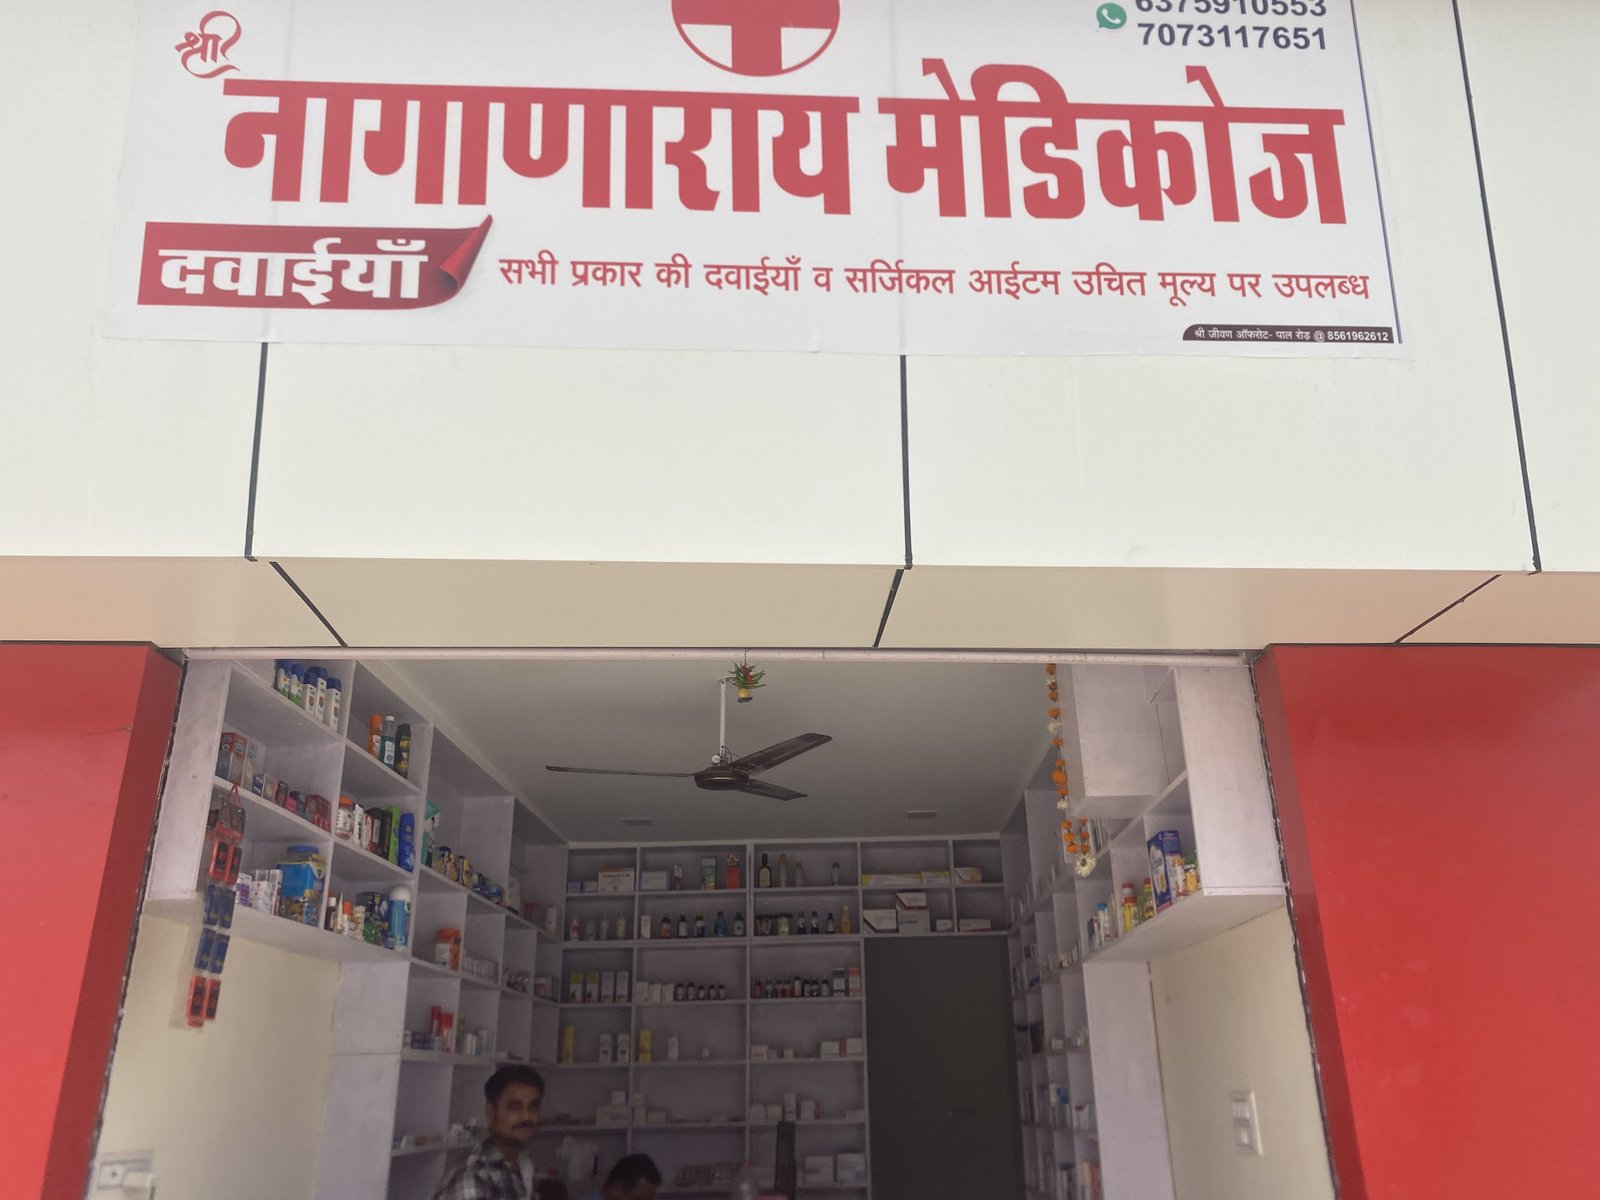 6375910553
7073117651
श्री
नागाणाराय मेडिकोज
दवाईयाँ
सभी प्रकार की दवाईयाँ व सर्जिकल आईटम उचित मूल्य पर उपलब्ध
श्री जीवण ऑफसेट- पाल रोड़ @ 8561962612